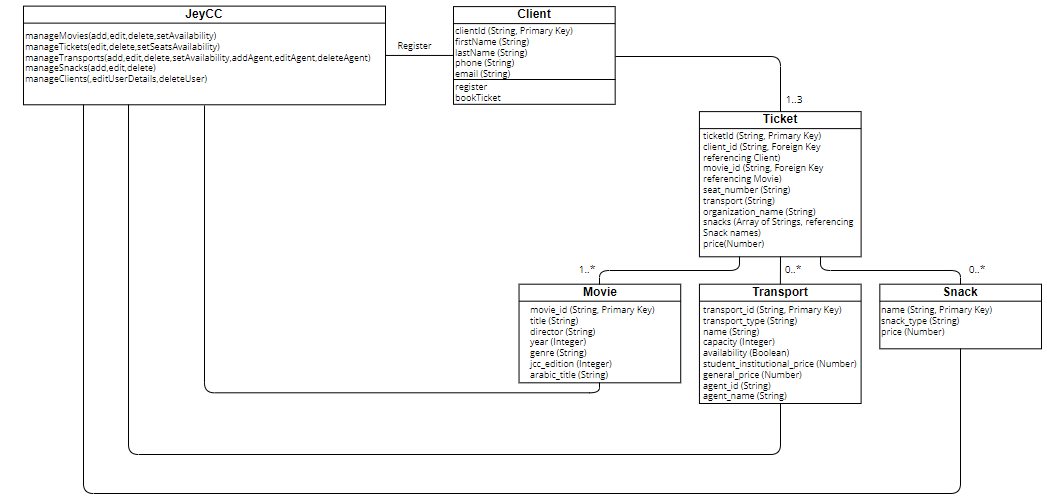 JeyCC
manageMovies(add,edit,delete,setAvailability)
manageTickets(edit,delete,setSeatsAvailability)
manageTransports(add,edit,delete,setAvailability,addAgent,editAgent,deleteAgent)
manageSnacks(add,edit,delete)
manageClients(,editUserDetails,deleteUser)
Register
Client
clientId (String, Primary Key)
firstName (String)
lastName (String)
phone (String)
email (String)
register
bookTicket
1..3
Ticket
ticketId (String, Primary Key)
client_id (String, Foreign Key
referencing Client)
movie_id (String, Foreign Key
referencing Movie)
seat_number (String)
transport (String)
organization_name (String)
snacks (Array of Strings, referencing
Snack names)
price(Number)
1..*
0..*
0..*
Movie
movie_id (String, Primary Key)
title (String)
director (String)
year (Integer)
genre (String)
jcc_edition (Integer)
arabic_title (String)
Transport
transport_id (String, Primary Key)
transport_type (String)
name (String)
capacity (Integer)
availability (Boolean)
student_institutional_price (Number)
general_price (Number)
agent_id (String)
agent_name (String)
Snack
name (String, Primary Key)
snack_type (String)
price (Number)